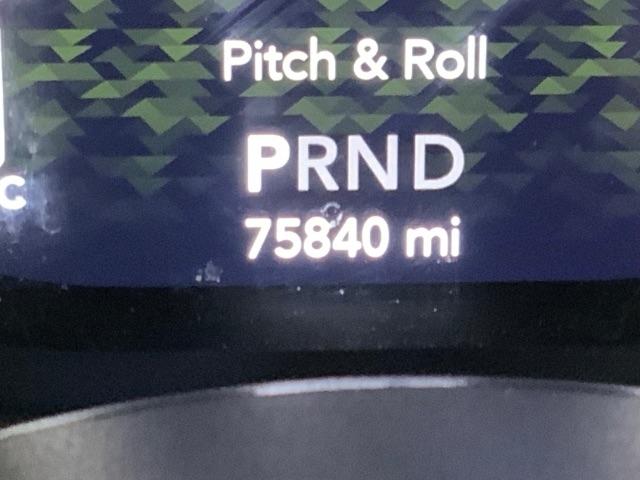 Pitch & Roll
PRND
C
75840 mi